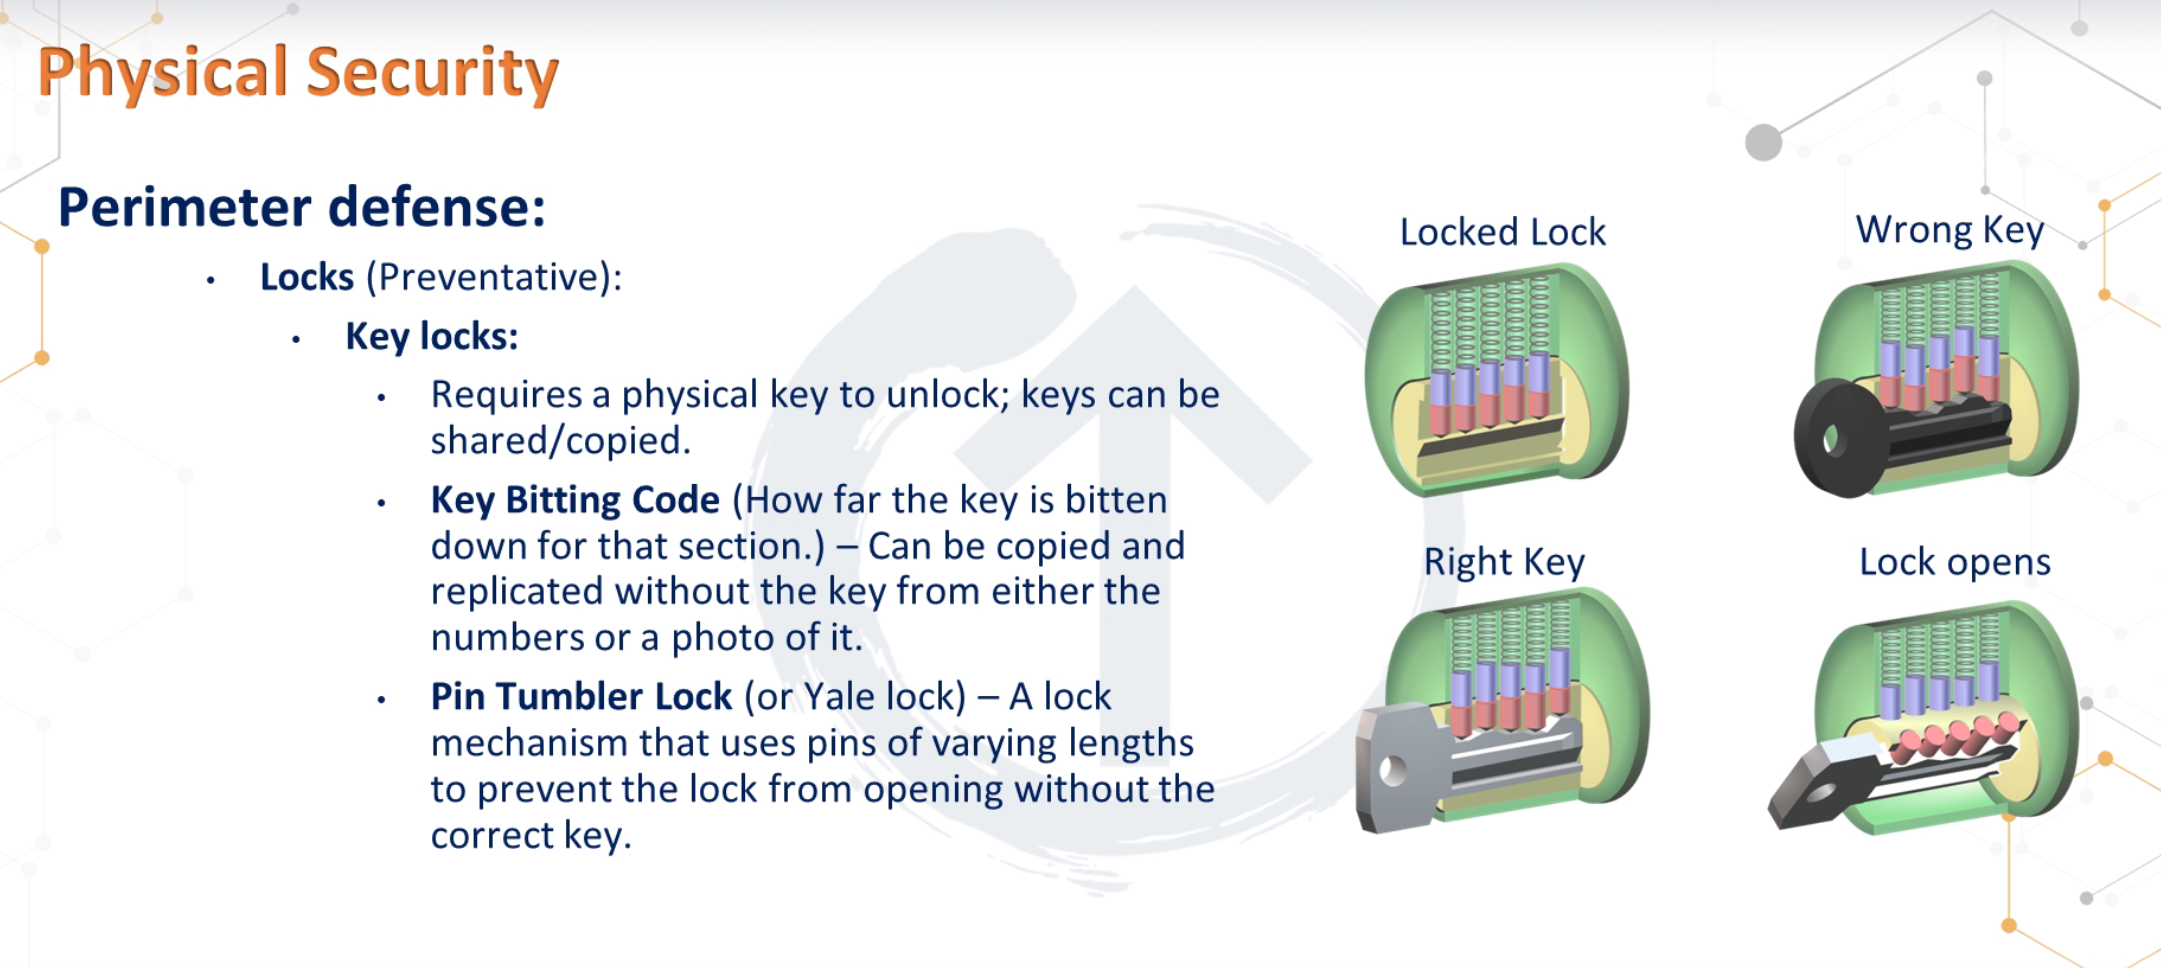 Physical Security
Perimeter defense:
• Locks (Preventative):
• Key locks:
• Requires a physical key to unlock; keys can be
shared/copied.
• Key Bitting Code (How far the key is bitten
down for that section.) – Can be copied and
replicated without the key from either the
numbers or a photo of it.
• Pin Tumbler Lock (or Yale lock) – A lock
mechanism that uses pins of varying lengths
to prevent the lock from opening without the
correct key.
Locked Lock
Wrong Key
Right Key
Lock opens